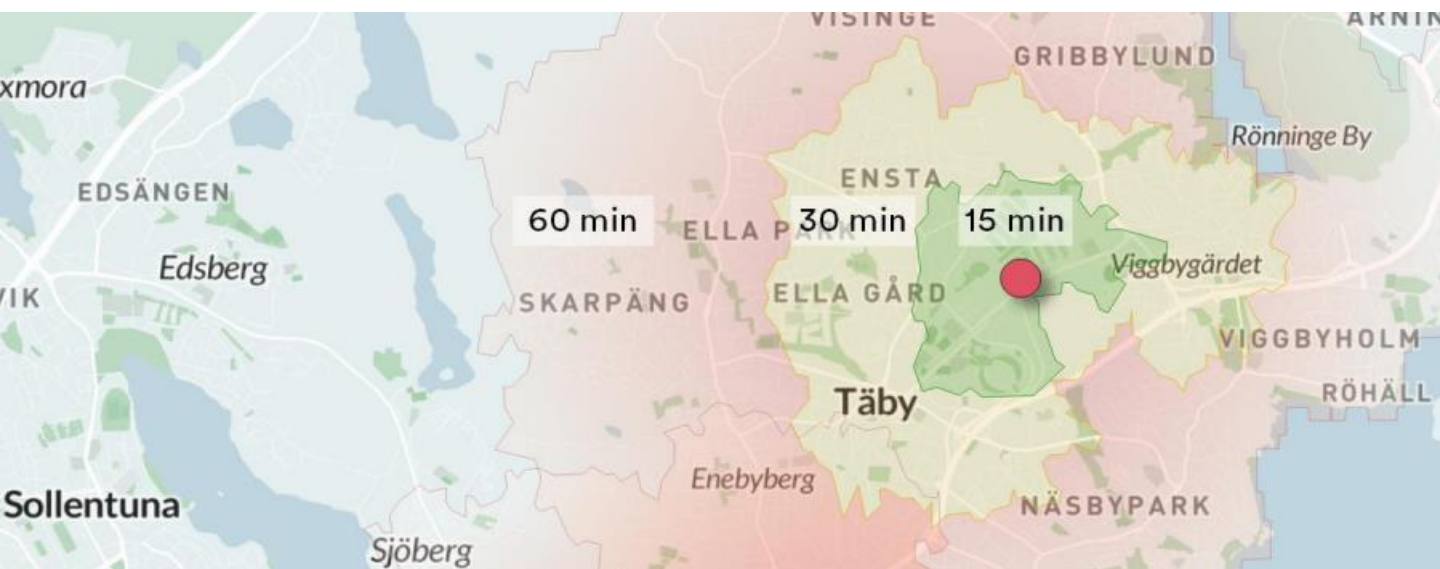 VISINGE
GRIBBYLUND
xmora
Rönninge By
ENSTA
EDSÄNGEN
60 min
30 min
15 min
ELLA PARK
Edsberg
Viggbygärdet
ELLA GÅRD
SKARPÄNG
VIK
VIGGBYHOLM
RÖHÄLL
Täby
Enebyberg
Sollentuna
NÄSBYPARK
Sjöberg